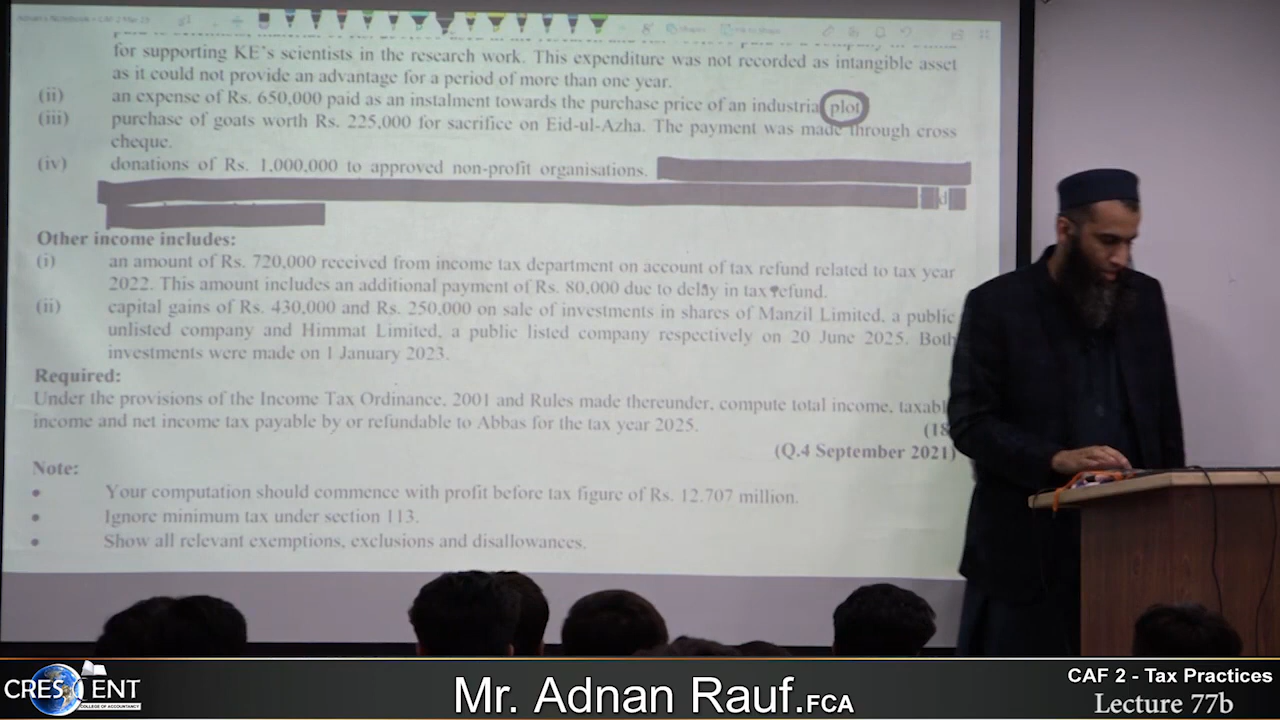 Adnan's Notebook • CAF-2 Mar 25
for supporting KE's scientists in the research work. This expenditure was not recorded as intangible asset
as it could not provide an advantage for a period of more than one year.
(ii) an expense of Rs. 650,000 paid as an instalment towards the purchase price of an industrial plot
(iii) purchase of goats worth Rs. 225,000 for sacrifice on Eid-ul-Azha. The payment was made through cross
cheque.
(iv) donations of Rs. 1,000,000 to approved non-profit organisations.
Other income includes:
(i) an amount of Rs. 720,000 received from income tax department on account of tax refund related to tax year
2022. This amount includes an additional payment of Rs. 80,000 due to delay in tax refund.
(ii) capital gains of Rs. 430,000 and Rs. 250,000 on sale of investments in shares of Manzil Limited, a public
unlisted company and Himmat Limited, a public listed company respectively on 20 June 2025. Both
investments were made on 1 January 2023.
Required:
Under the provisions of the Income Tax Ordinance, 2001 and Rules made thereunder, compute total income, taxabl
income and net income tax payable by or refundable to Abbas for the tax year 2025.
(18
(Q.4 September 2021)
Note:
• Your computation should commence with profit before tax figure of Rs. 12.707 million.
• Ignore minimum tax under section 113.
• Show all relevant exemptions, exclusions and disallowances.
CRESCENT
COLLEGE OF ACCOUNTANCY
Mr. Adnan Rauf.FCA
CAF 2 - Tax Practices
Lecture 77b